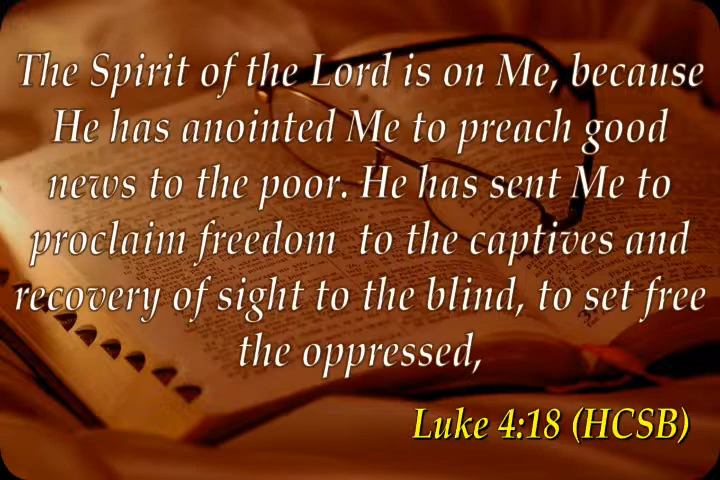 The Spirit of the Lord is on Me, because
He has anointed Me to preach good
news to the poor. He has sent Me to
proclaim freedom  to the captives and
recovery of sight to the blind, to set free
the oppressed,
Luke 4:18 (HCSB)